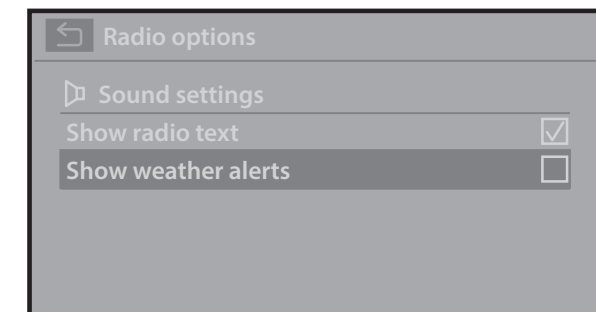 Radio options
Sound settings
Show radio text
Show weather alerts